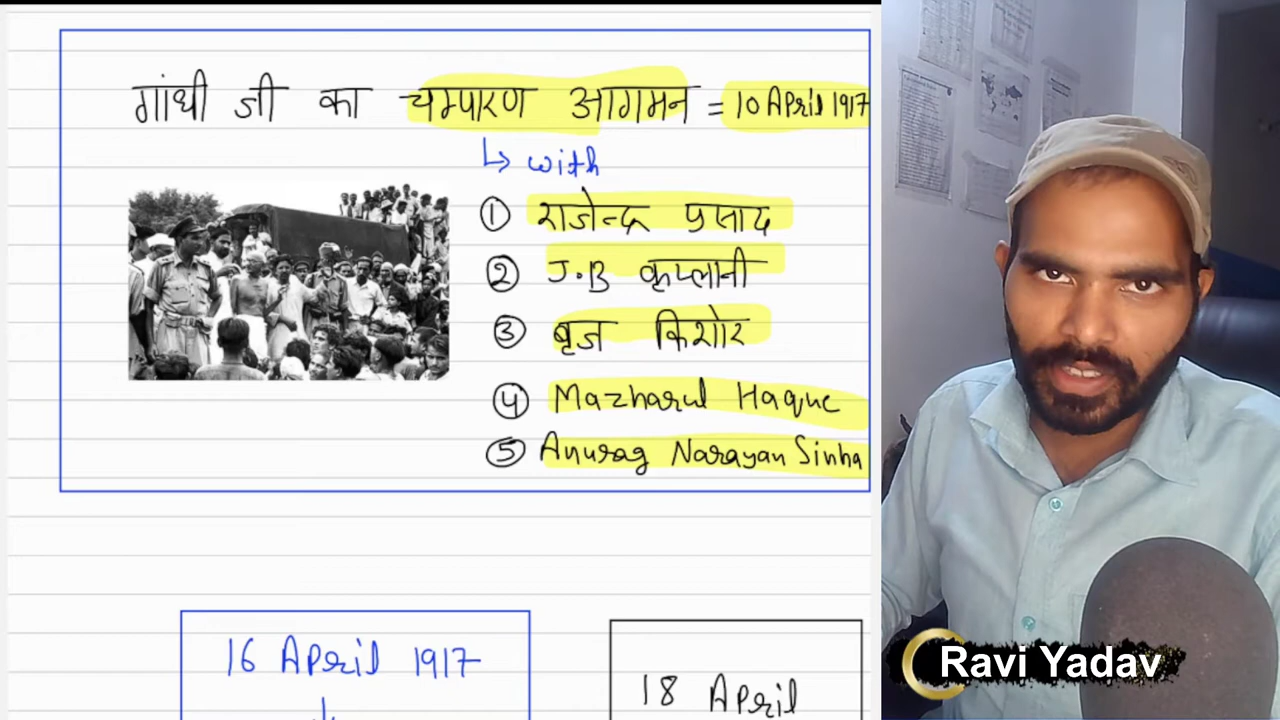 गांधी जी का चम्पारण आगमन = 10 April 1917
↳ with
① राजेन्द्र प्रसाद
② J.B कृप्लानी
③ बृज किशोर
④ Mazharul Haque
⑤ Anurag Narayan Sinha
16 April 1917
18 April
Ravi Yadav